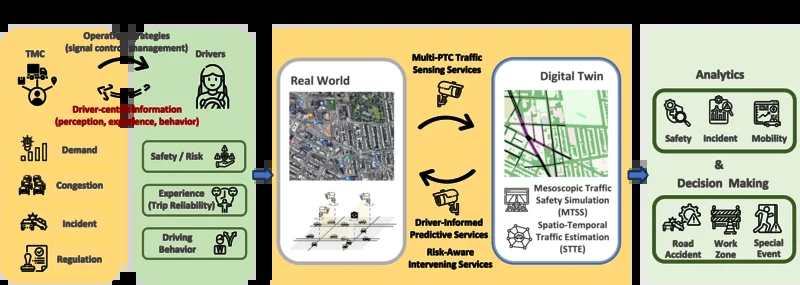 Operation Strategies
(signal control management)
TMC
Drivers
Driver-centric Information
(perception, experience, behavior)
Demand
Congestion
Incident
Regulation
Safety / Risk
Experience
(Trip Reliability)
Driving
Behavior
Real World
Multi-PTC Traffic
Sensing Services
Driver-Informed
Predictive Services
Risk-Aware
Intervening Services
Digital Twin
Mesoscopic Traffic
Safety Simulation
(MTSS)
Spatio-Temporal
Traffic Estimation
(STTE)
Analytics
Safety
Incident
Mobility
&
Decision Making
Road
Accident
Work
Zone
Special
Event